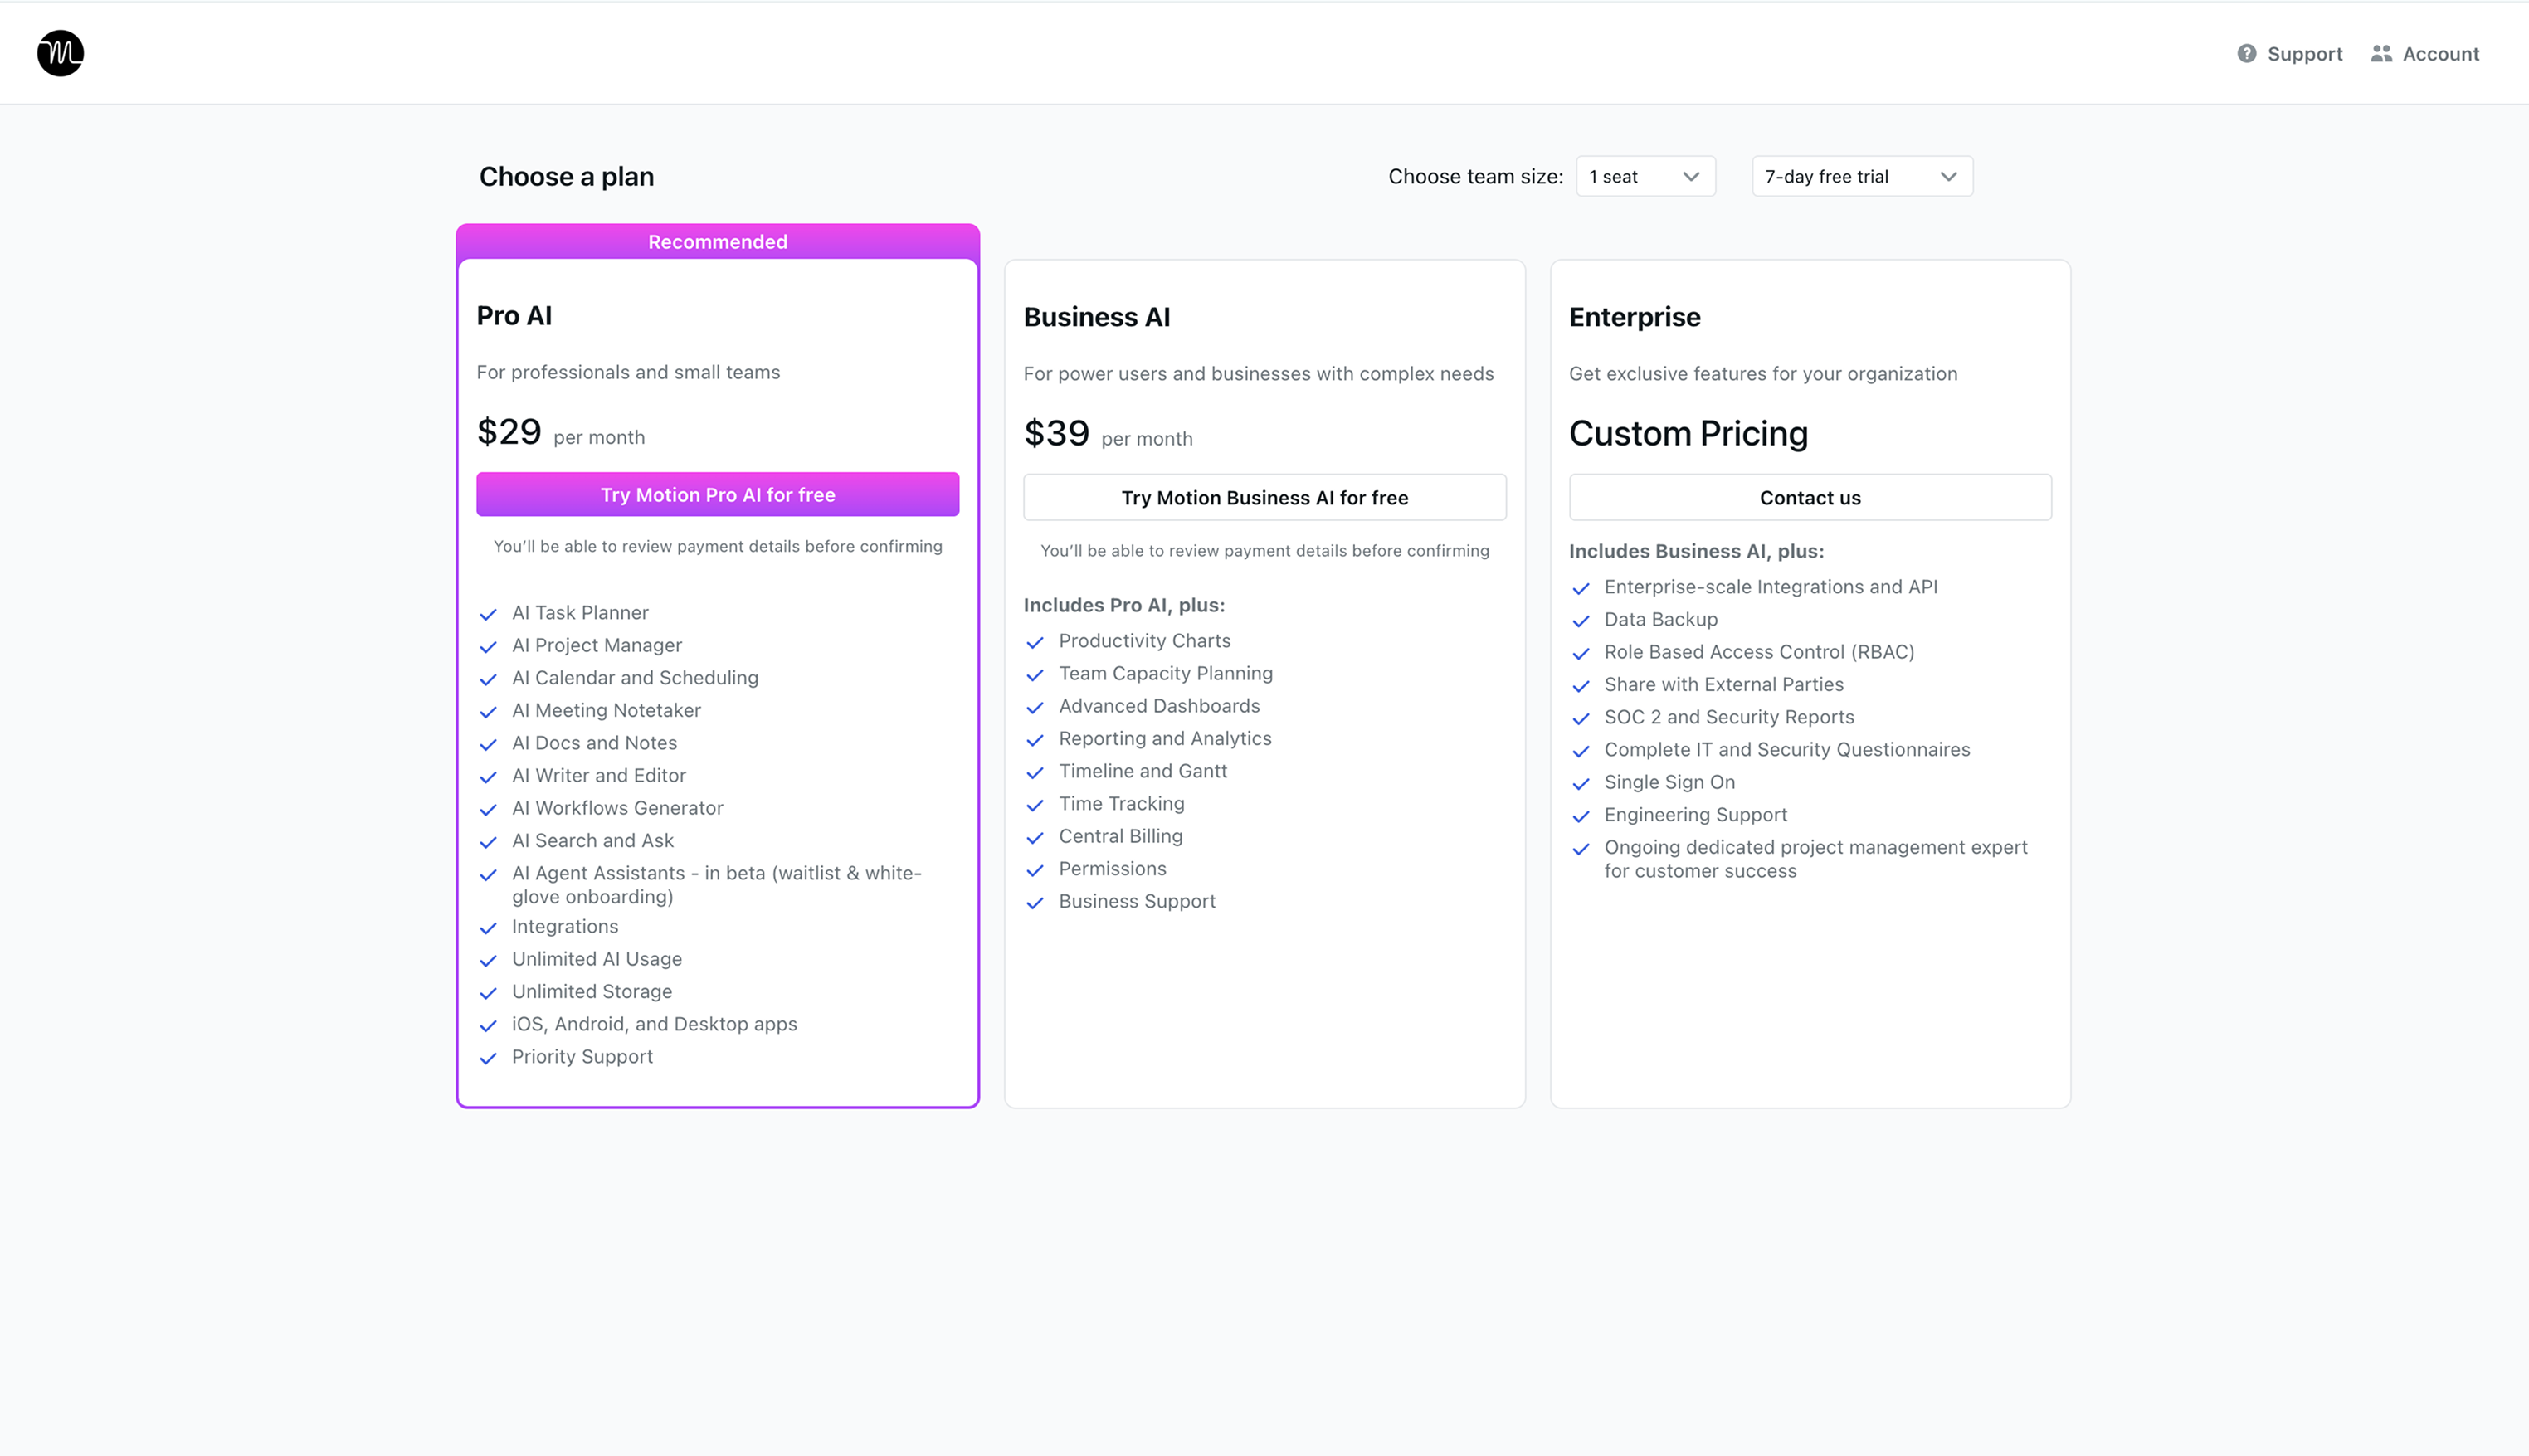 Support
Account
Choose a plan
Choose team size:
1 seat
7-day free trial
Recommended
Pro AI
For professionals and small teams
$29 per month
Try Motion Pro AI for free
You’ll be able to review payment details before confirming
AI Task Planner
AI Project Manager
AI Calendar and Scheduling
AI Meeting Notetaker
AI Docs and Notes
AI Writer and Editor
AI Workflows Generator
AI Search and Ask
AI Agent Assistants - in beta (waitlist & white-
glove onboarding)
Integrations
Unlimited AI Usage
Unlimited Storage
iOS, Android, and Desktop apps
Priority Support
Business AI
For power users and businesses with complex needs
$39 per month
Try Motion Business AI for free
You’ll be able to review payment details before confirming
Includes Pro AI, plus:
Productivity Charts
Team Capacity Planning
Advanced Dashboards
Reporting and Analytics
Timeline and Gantt
Time Tracking
Central Billing
Permissions
Business Support
Enterprise
Get exclusive features for your organization
Custom Pricing
Contact us
Includes Business AI, plus:
Enterprise-scale Integrations and API
Data Backup
Role Based Access Control (RBAC)
Share with External Parties
SOC 2 and Security Reports
Complete IT and Security Questionnaires
Single Sign On
Engineering Support
Ongoing dedicated project management expert
for customer success